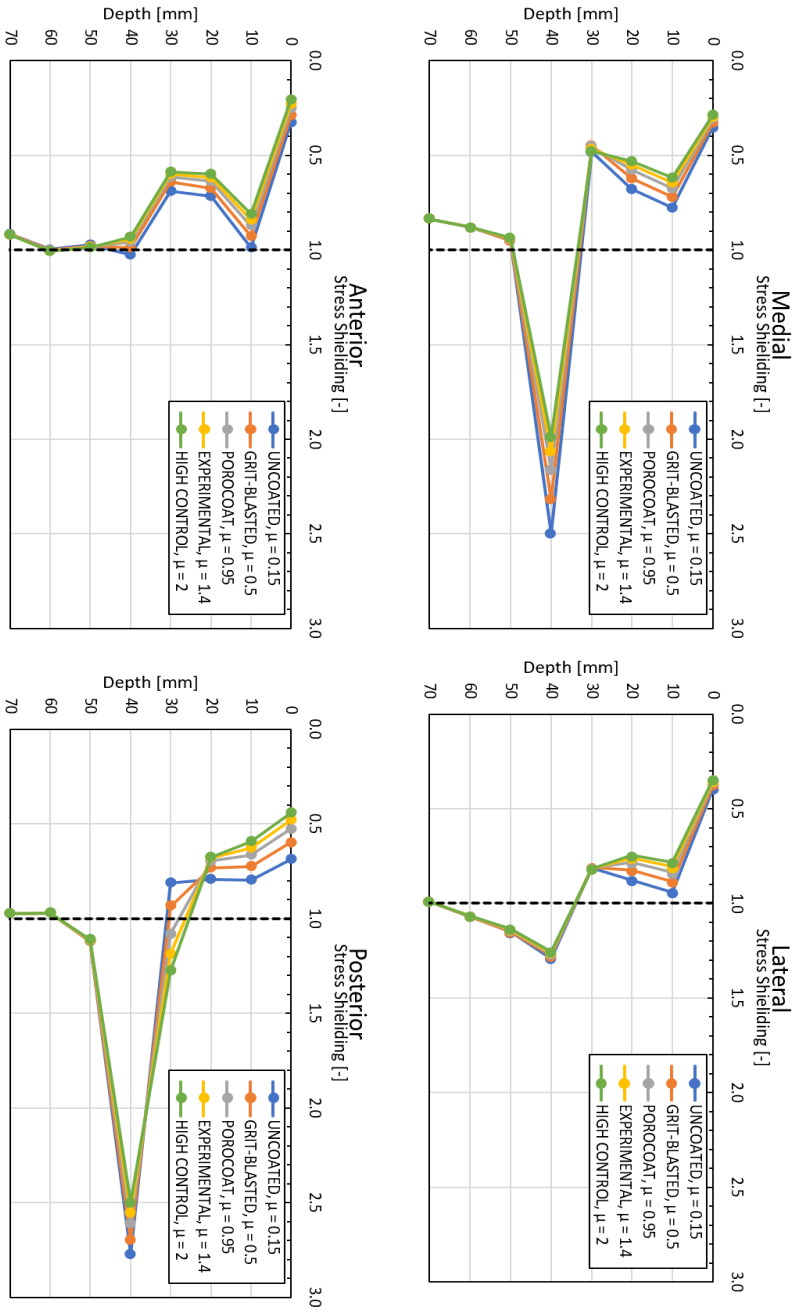 Medial
Stress Shieliding [-]
0.0 0.5 1.0 1.5 2.0 2.5 3.0
Depth [mm]
0
10
20
30
40
50
60
70
UNCOATED, μ = 0.15
GRIT-BLASTED, μ = 0.5
POROCOAT, μ = 0.95
EXPERIMENTAL, μ = 1.4
HIGH CONTROL, μ = 2
Lateral
Stress Shieliding [-]
0.0 0.5 1.0 1.5 2.0 2.5 3.0
Depth [mm]
0
10
20
30
40
50
60
70
UNCOATED, μ = 0.15
GRIT-BLASTED, μ = 0.5
POROCOAT, μ = 0.95
EXPERIMENTAL, μ = 1.4
HIGH CONTROL, μ = 2
Anterior
Stress Shieliding [-]
0.0 0.5 1.0 1.5 2.0 2.5 3.0
Depth [mm]
0
10
20
30
40
50
60
70
UNCOATED, μ = 0.15
GRIT-BLASTED, μ = 0.5
POROCOAT, μ = 0.95
EXPERIMENTAL, μ = 1.4
HIGH CONTROL, μ = 2
Posterior
Stress Shieliding [-]
0.0 0.5 1.0 1.5 2.0 2.5 3.0
Depth [mm]
0
10
20
30
40
50
60
70
UNCOATED, μ = 0.15
GRIT-BLASTED, μ = 0.5
POROCOAT, μ = 0.95
EXPERIMENTAL, μ = 1.4
HIGH CONTROL, μ = 2